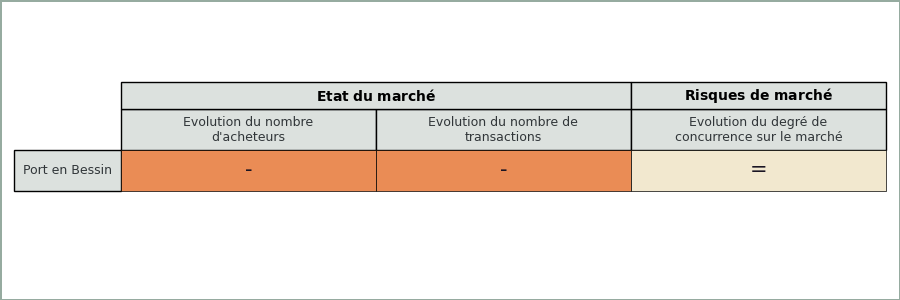 Etat du marché
Risques de marché
Evolution du nombre
d'acheteurs
Evolution du nombre de
transactions
Evolution du degré de
concurrence sur le marché
Port en Bessin
-
-
=